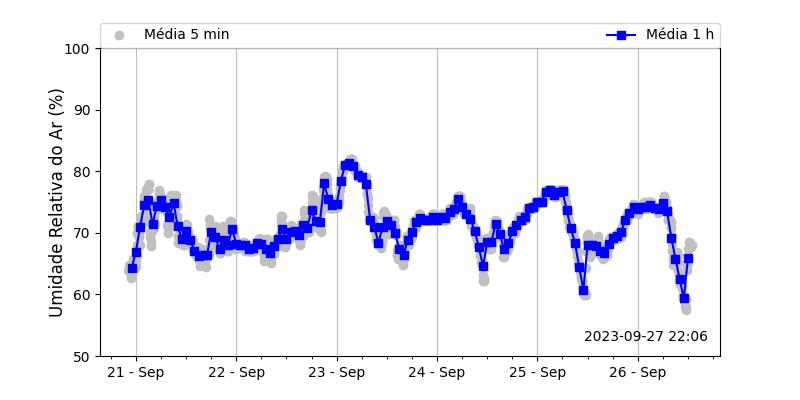 Média 5 min
Média 1 h
Umidade Relativa do Ar (%)
100
90
80
70
60
50
2023-09-27 22:06
21 - Sep
22 - Sep
23 - Sep
24 - Sep
25 - Sep
26 - Sep